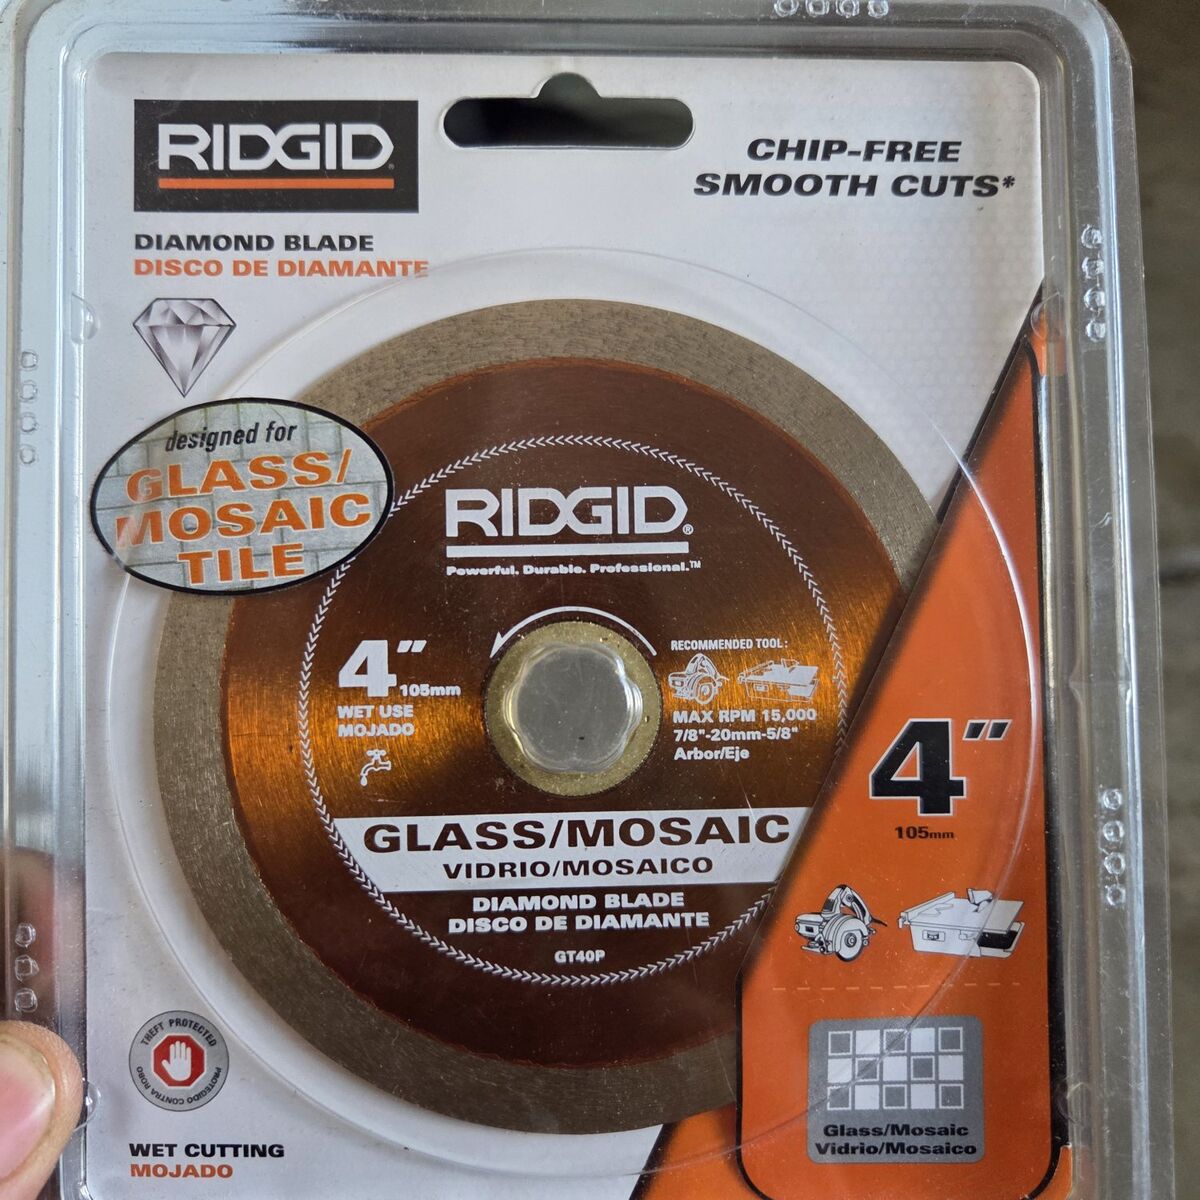 RIDGID
CHIP-FREE
SMOOTH CUTS*
DIAMOND BLADE
DISCO DE DIAMANTE
designed for
GLASS/
MOSAIC
TILE
RIDGID®
Powerful. Durable. Professional.™
4"
105mm
WET USE
MOJADO
RECOMMENDED TOOL:
MAX RPM 15,000
7/8"-20mm-5/8"
Arbor/Eje
GLASS/MOSAIC
VIDRIO/MOSAICO
DIAMOND BLADE
DISCO DE DIAMANTE
GT40P
4"
105mm
Glass/Mosaic
Vidrio/Mosaico
THEFT PROTECTED
PROTEGIDO CONTRA ROBO
WET CUTTING
MOJADO